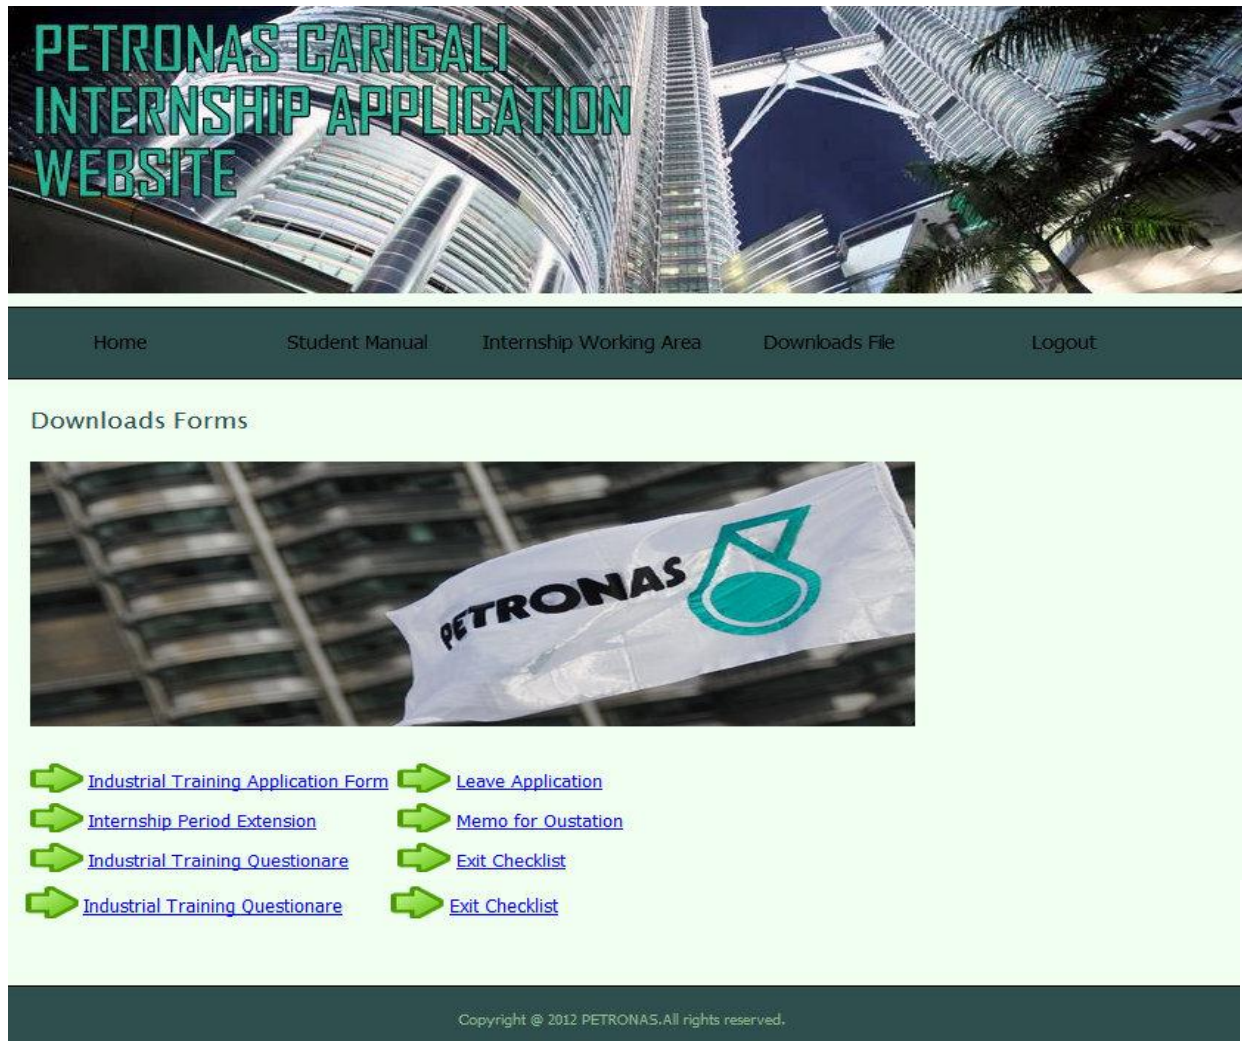 PETRONAS CARIGALI
INTERNSHIP APPLICATION
WEBSITE
Home Student Manual Internship Working Area Downloads File Logout
Downloads Forms
PETRONAS
Industrial Training Application Form Leave Application
Internship Period Extension Memo for Oustation
Industrial Training Questionare Exit Checklist
Industrial Training Questionare Exit Checklist
Copyright @ 2012 PETRONAS.All rights reserved.